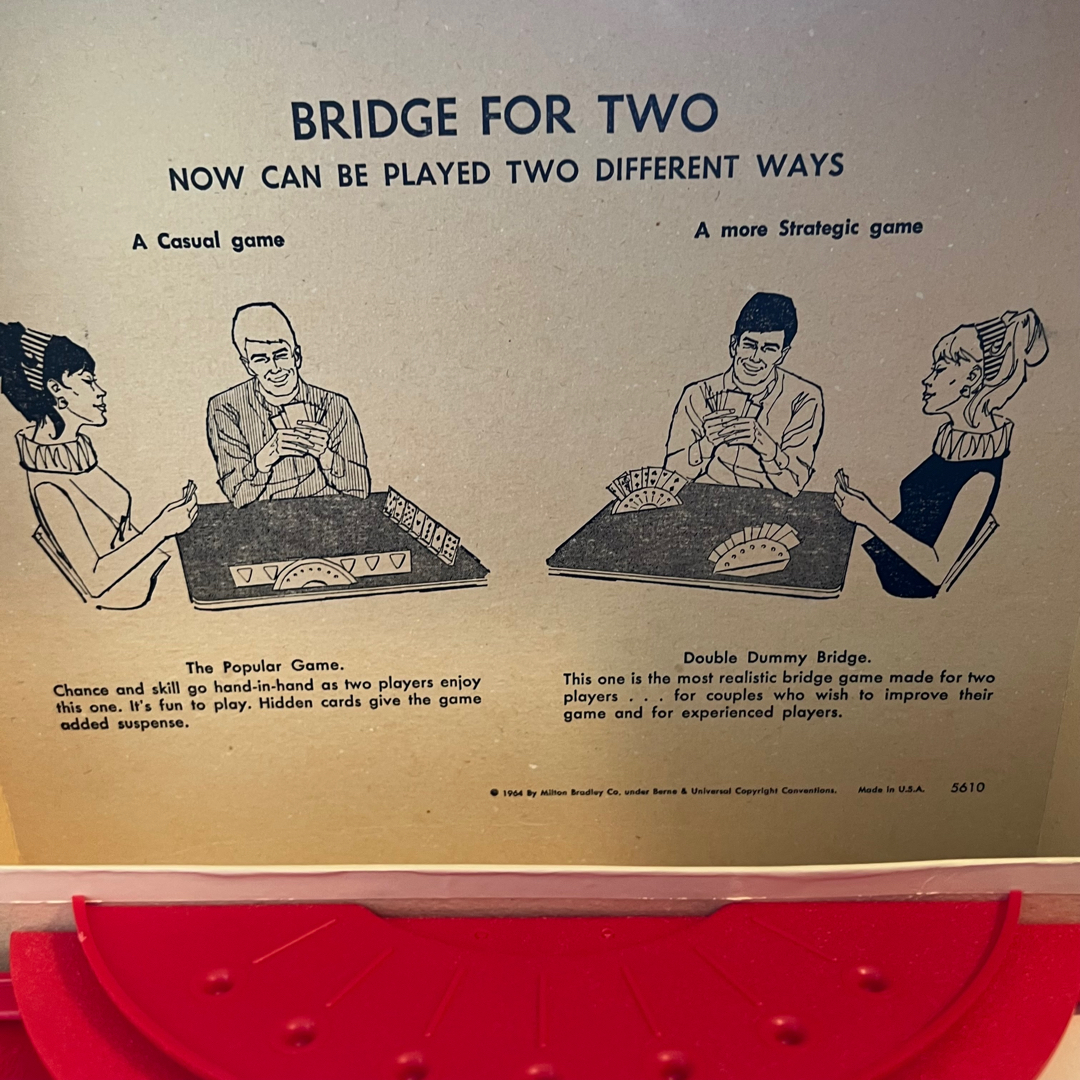 BRIDGE FOR TWO
NOW CAN BE PLAYED TWO DIFFERENT WAYS
A Casual game
A more Strategic game
The Popular Game.
Chance and skill go hand-in-hand as two players enjoy
this one. It's fun to play. Hidden cards give the game
added suspense.
Double Dummy Bridge.
This one is the most realistic bridge game made for two
players . . . for couples who wish to improve their
game and for experienced players.
© 1964 By Milton Bradley Co. under Berne & Universal Copyright Conventions. Made in U.S.A. 5610